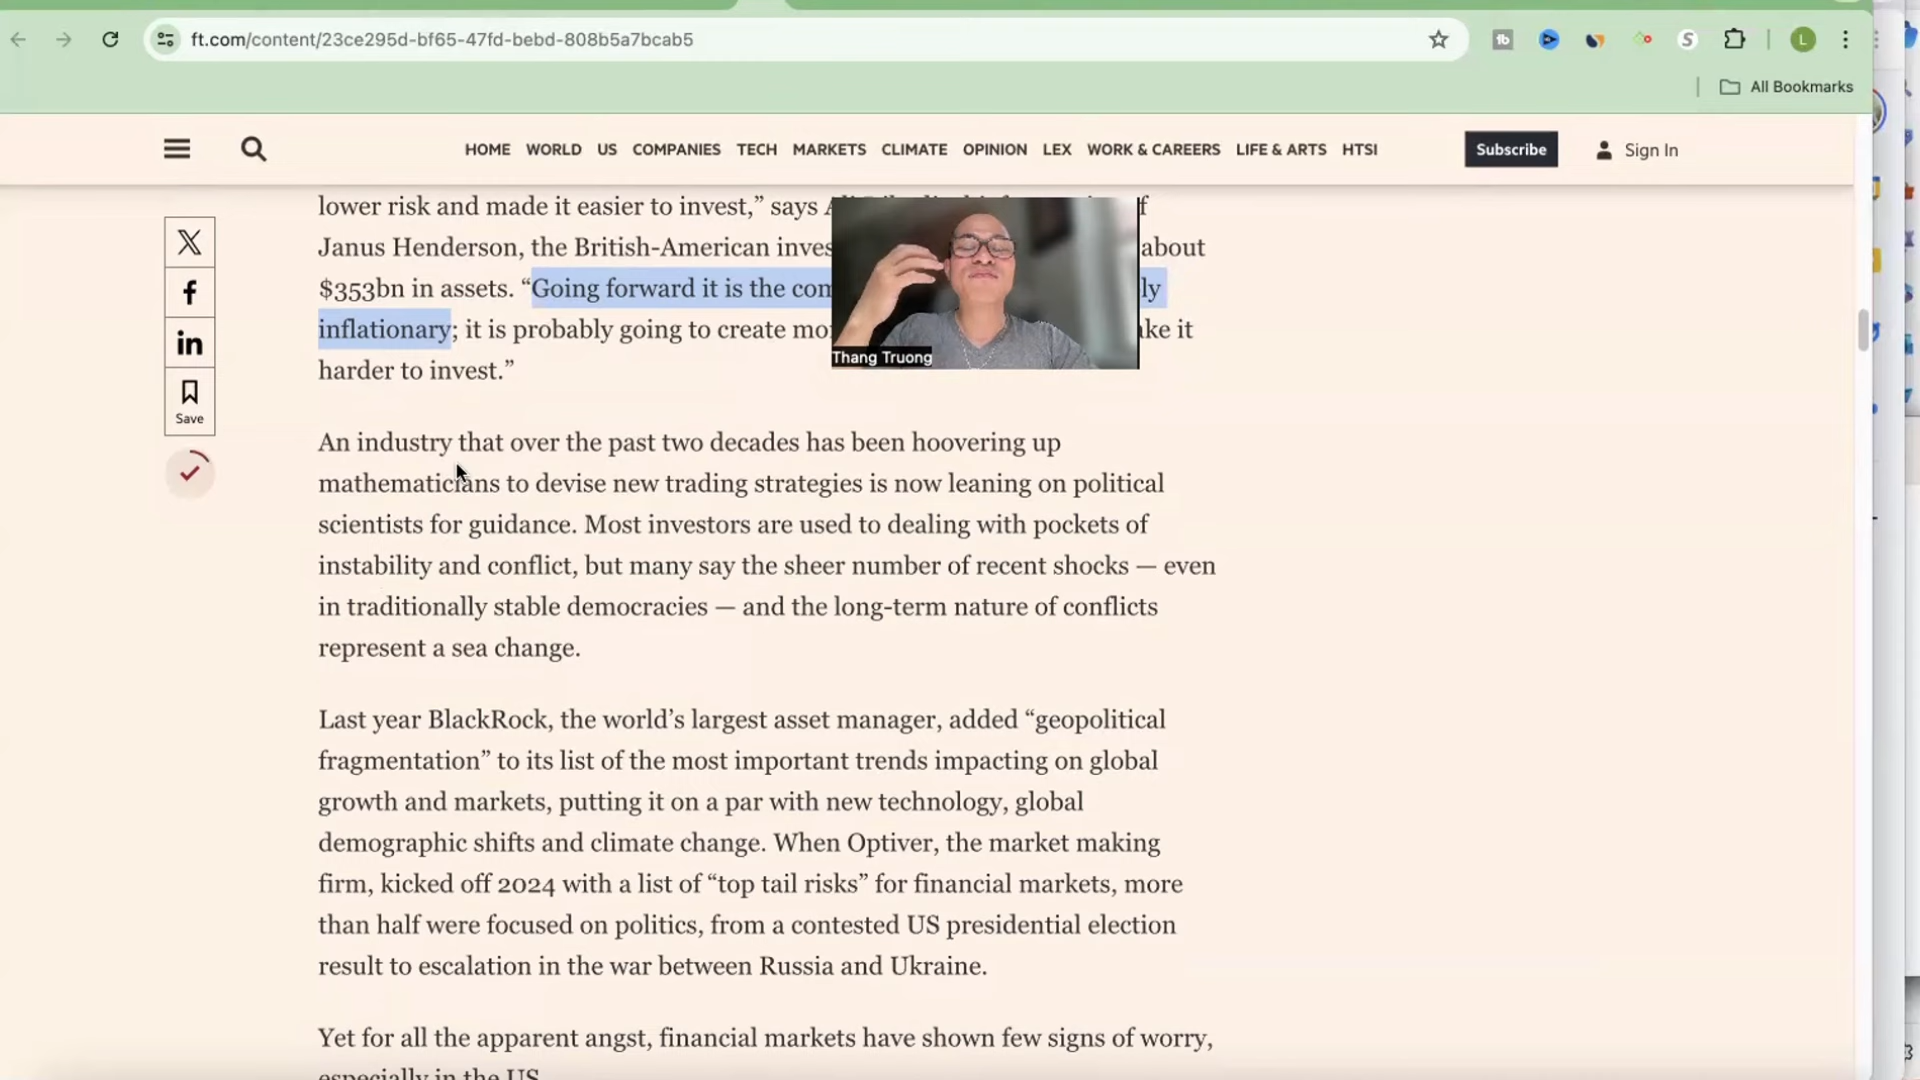 ft.com/content/23ce295d-bf65-47fd-bebd-808b5a7bcab5
All Bookmarks
HOME WORLD US COMPANIES TECH MARKETS CLIMATE OPINION LEX WORK & CAREERS LIFE & ARTS HTSI
Subscribe
Sign In
lower risk and made it easier to invest,” says
Janus Henderson, the British-American about
$353bn in assets. “Going forward it is the
inflationary; it is probably going to create it
harder to invest.”
Thang Truong
Save
An industry that over the past two decades has been hoovering up
mathematicians to devise new trading strategies is now leaning on political
scientists for guidance. Most investors are used to dealing with pockets of
instability and conflict, but many say the sheer number of recent shocks — even
in traditionally stable democracies — and the long-term nature of conflicts
represent a sea change.
Last year BlackRock, the world’s largest asset manager, added “geopolitical
fragmentation” to its list of the most important trends impacting on global
growth and markets, putting it on a par with new technology, global
demographic shifts and climate change. When Optiver, the market making
firm, kicked off 2024 with a list of “top tail risks” for financial markets, more
than half were focused on politics, from a contested US presidential election
result to escalation in the war between Russia and Ukraine.
Yet for all the apparent angst, financial markets have shown few signs of worry,
especially in the US.